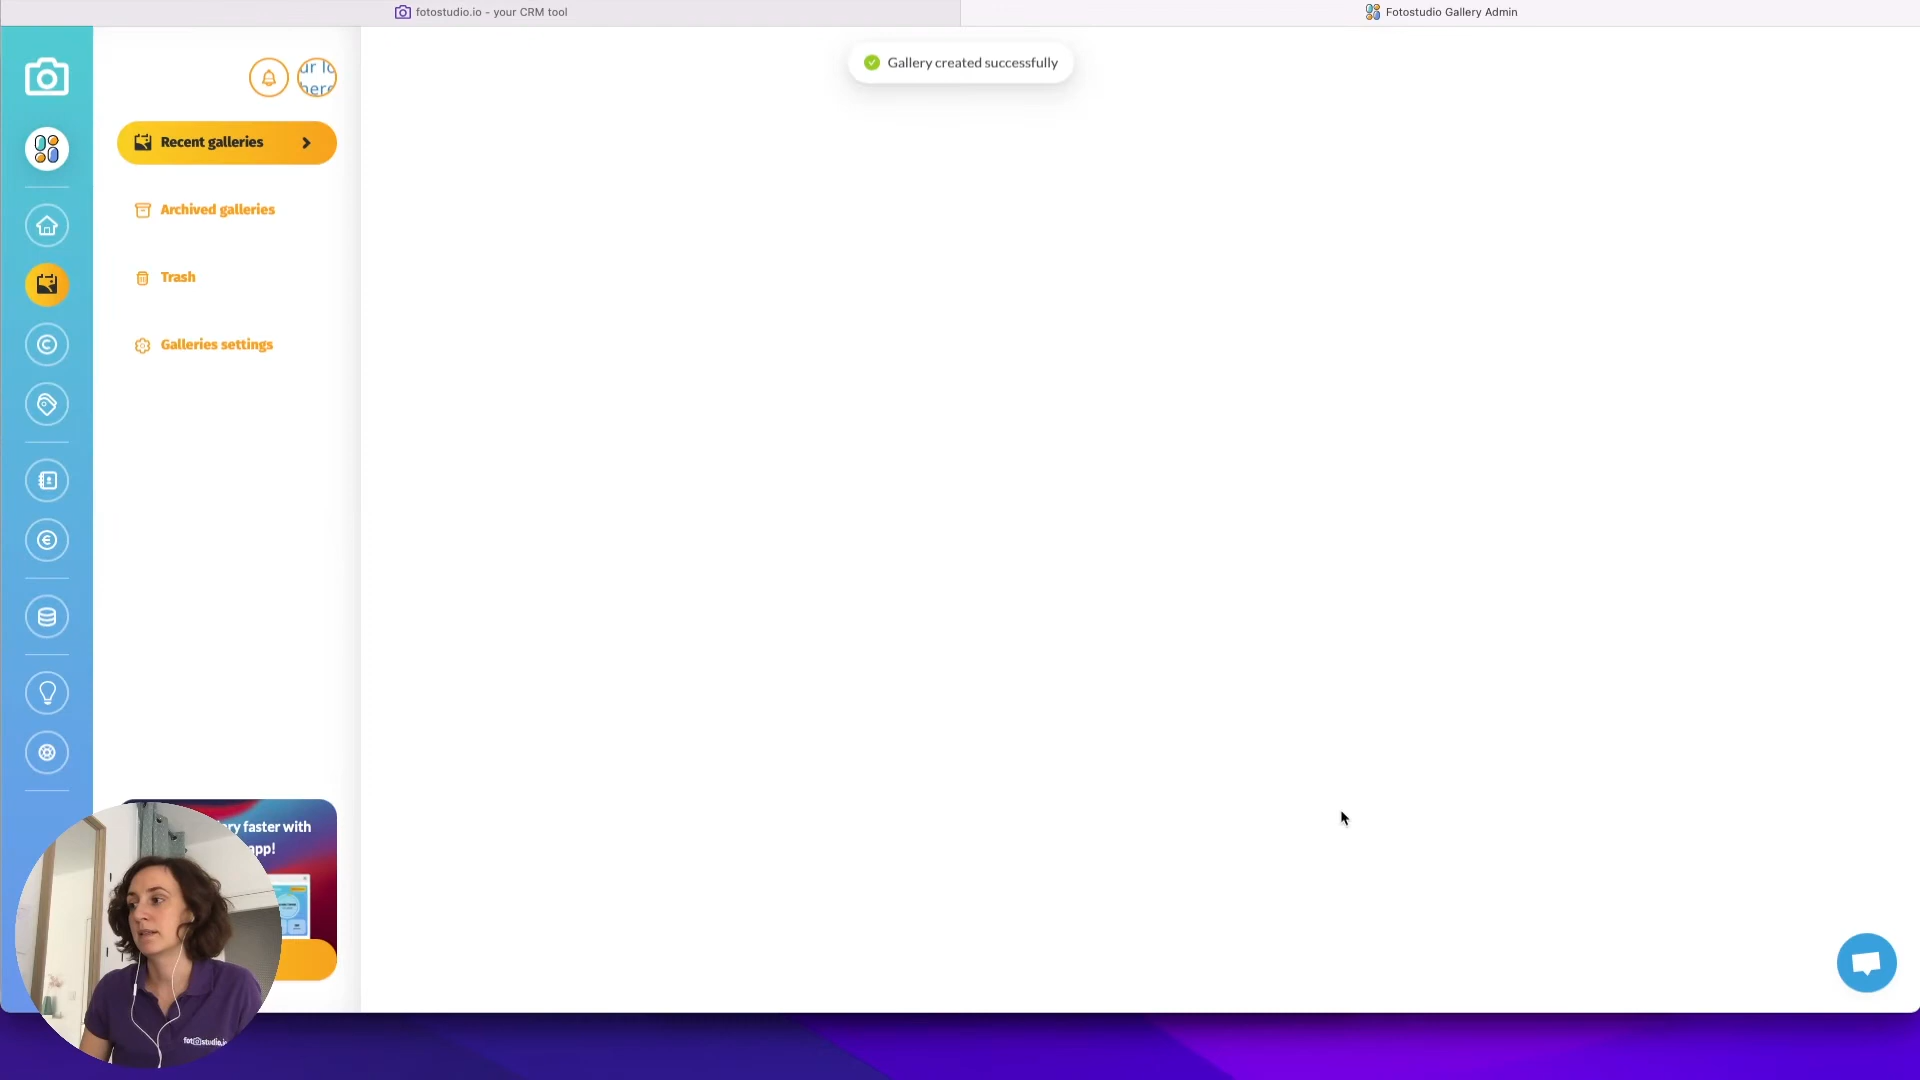 fotostudio.io - your CRM tool
Fotostudio Gallery Admin
Gallery created successfully
Recent galleries
Archived galleries
Trash
Galleries settings
faster with
app!